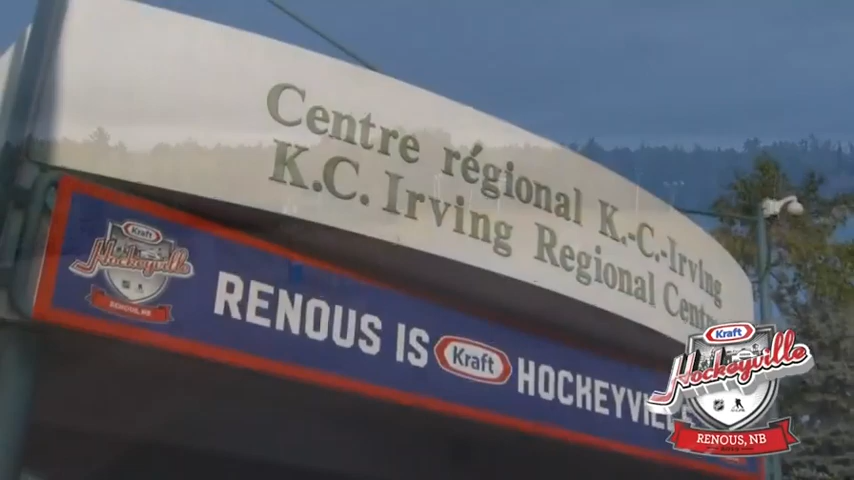 Centre régional K.-C.-Irving
K.C. Irving Regional Centre
Kraft
Hockeyville
RENOUS, NB
RENOUS IS Kraft HOCKEYVILLE
Kraft
Hockeyville
RENOUS, NB